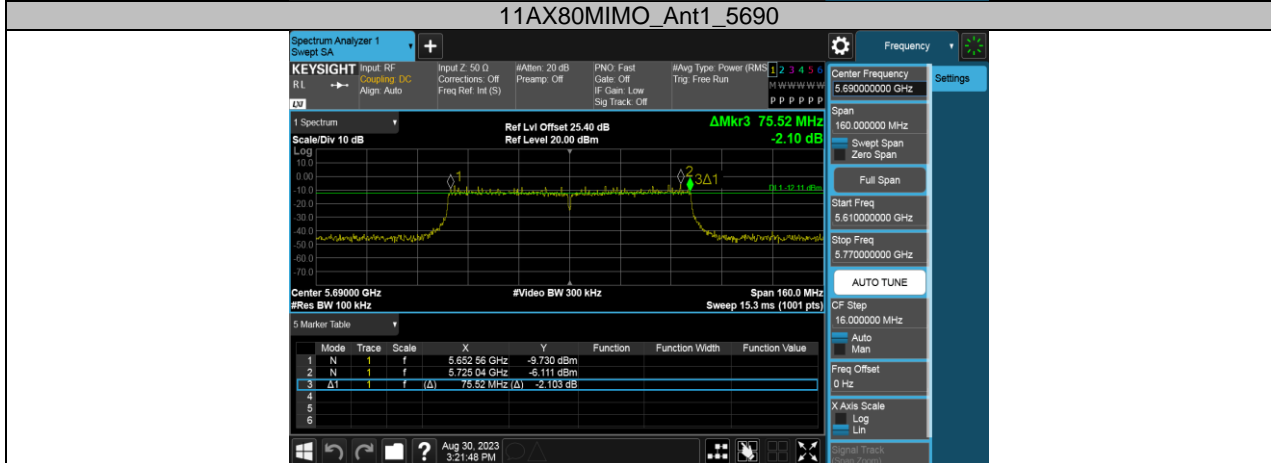 11AX80MIMO_Ant1_5690
Spectrum Analyzer 1
Swept SA
Frequency
KEYSIGHT
Input: RF
Input Z: 50 Ω
#Atten: 20 dB
PNO: Fast
#Avg Type: Power (RMS
1 2 3 4 5 6
RL
Coupling: DC
Corrections: Off
Preamp: Off
Gate: Off
Trig: Free Run
M W W W W W
Align: Auto
Freq Ref: Int (S)
IF Gain: Low
P P P P P P
Sig Track: Off
LXI
1 Spectrum
Ref Lvl Offset 25.40 dB
ΔMkr3 75.52 MHz
Scale/Div 10 dB
Ref Level 20.00 dBm
-2.10 dB
Log
10.0
0.00
-10.0
-20.0
-30.0
-40.0
-50.0
-60.0
-70.0
1
2
3Δ1
DL1 -12.11 dBm
Center 5.69000 GHz
#Video BW 300 kHz
Span 160.0 MHz
#Res BW 100 kHz
Sweep 15.3 ms (1001 pts)
5 Marker Table
Mode Trace Scale X Y Function Function Width Function Value
1 N 1 f 5.652 56 GHz -9.730 dBm
2 N 1 f 5.725 04 GHz -6.111 dBm
3 Δ1 1 f (Δ) 75.52 MHz (Δ) -2.103 dB
4
5
6
Aug 30, 2023
3:21:48 PM
Center Frequency
5.690000000 GHz
Settings
Span
160.000000 MHz
Swept Span
Zero Span
Full Span
Start Freq
5.610000000 GHz
Stop Freq
5.770000000 GHz
AUTO TUNE
CF Step
16.000000 MHz
Auto
Man
Freq Offset
0 Hz
X Axis Scale
Log
Lin
Signal Track
(Span Zoom)